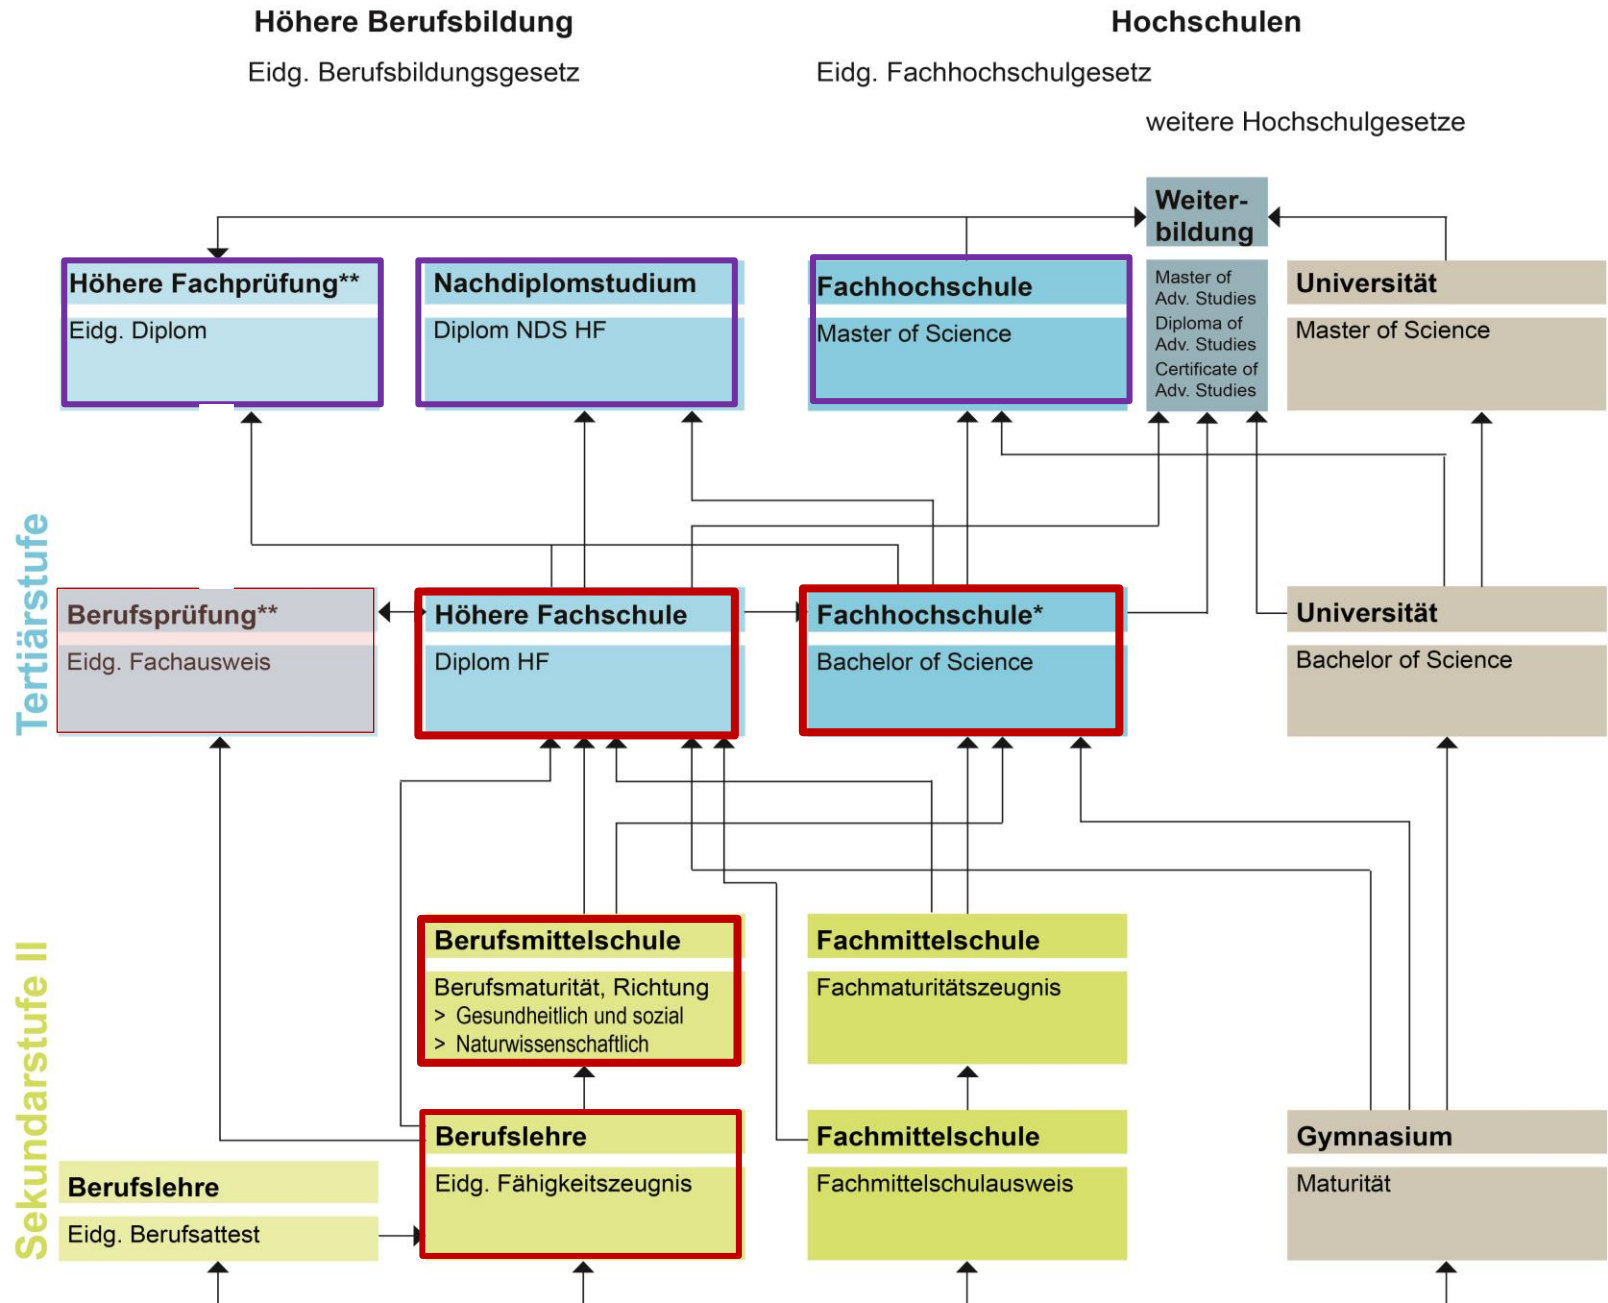 Höhere Berufsbildung
Hochschulen
Eidg. Berufsbildungsgesetz
Eidg. Fachhochschulgesetz
weitere Hochschulgesetze
Weiter-
bildung
Höhere Fachprüfung**
Eidg. Diplom
Nachdiplomstudium
Diplom NDS HF
Fachhochschule
Master of Science
Master of
Adv. Studies
Diploma of
Adv. Studies
Certificate of
Adv. Studies
Universität
Master of Science
Tertiärstufe
Berufsprüfung**
Eidg. Fachausweis
Höhere Fachschule
Diplom HF
Fachhochschule*
Bachelor of Science
Universität
Bachelor of Science
Sekundarstufe II
Berufsmittelschule
Berufsmaturität, Richtung
> Gesundheitlich und sozial
> Naturwissenschaftlich
Fachmittelschule
Fachmaturitätszeugnis
Berufslehre
Eidg. Berufsattest
Berufslehre
Eidg. Fähigkeitszeugnis
Fachmittelschule
Fachmittelschulausweis
Gymnasium
Maturität